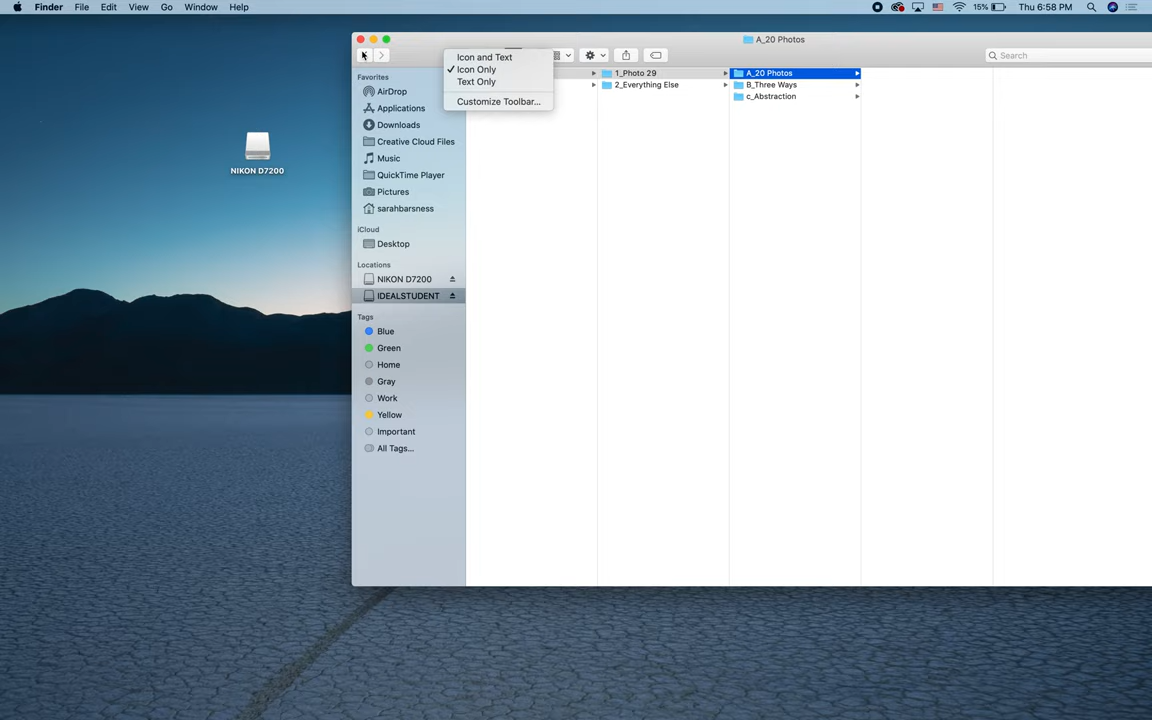 Finder File Edit View Go Window Help 15% Thu 6:58 PM
A_20 Photos
Search
Icon and Text
Icon Only
Text Only
Customize Toolbar...
Favorites
AirDrop
Applications
Downloads
Creative Cloud Files
Music
QuickTime Player
Pictures
sarahbarsness
iCloud
Desktop
Locations
NIKON D7200
IDEALSTUDENT
Tags
Blue
Green
Home
Gray
Work
Yellow
Important
All Tags...
1_Photo 29
2_Everything Else
A_20 Photos
B_Three Ways
c_Abstraction
NIKON D7200